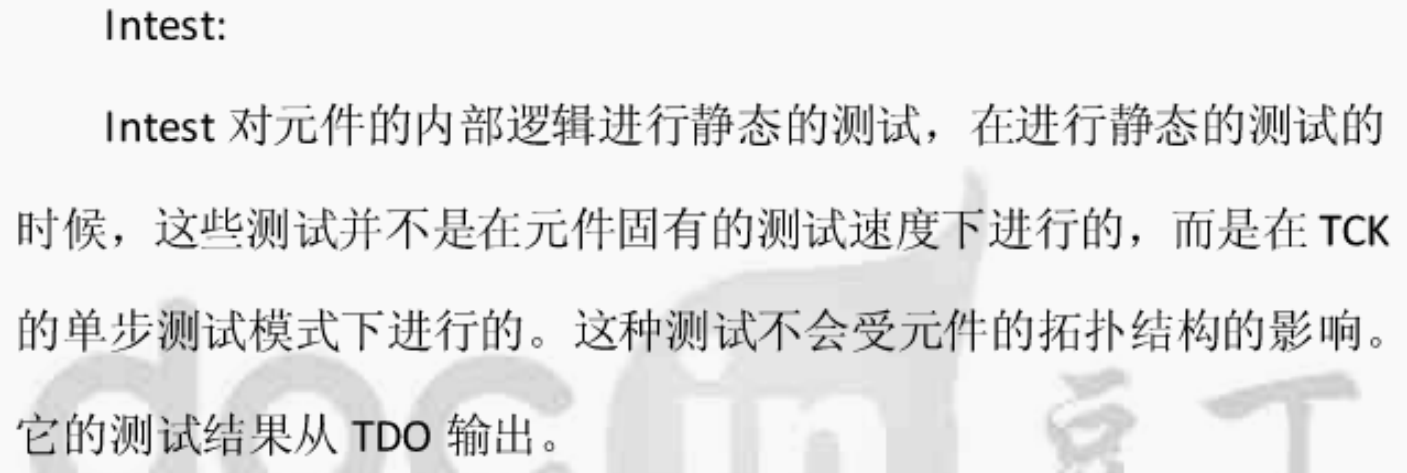 Intest:
Intest 对元件的内部逻辑进行静态的测试，在进行静态的测试的
时候，这些测试并不是在元件固有的测试速度下进行的，而是在 TCK
的单步测试模式下进行的。这种测试不会受元件的拓扑结构的影响。
它的测试结果从 TDO 输出。
docin 豆丁